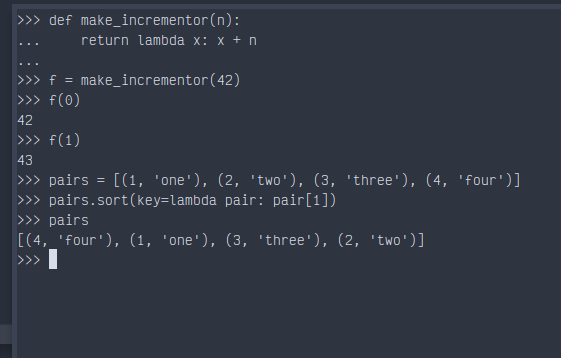 >>> def make_incrementor(n):
...     return lambda x: x + n
...
>>> f = make_incrementor(42)
>>> f(0)
42
>>> f(1)
43
>>> pairs = [(1, 'one'), (2, 'two'), (3, 'three'), (4, 'four')]
>>> pairs.sort(key=lambda pair: pair[1])
>>> pairs
[(4, 'four'), (1, 'one'), (3, 'three'), (2, 'two')]
>>>